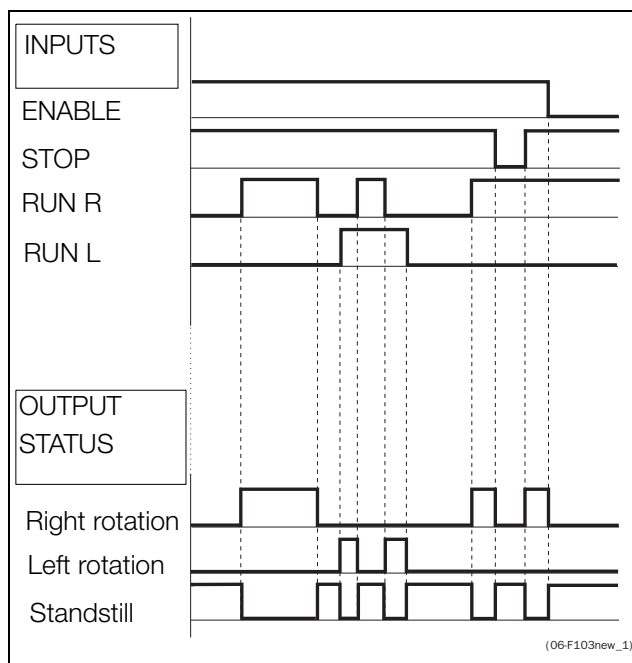 INPUTS
ENABLE
STOP
RUN R
RUN L
OUTPUT
STATUS
Right rotation
Left rotation
Standstill
(06-F103new_1)